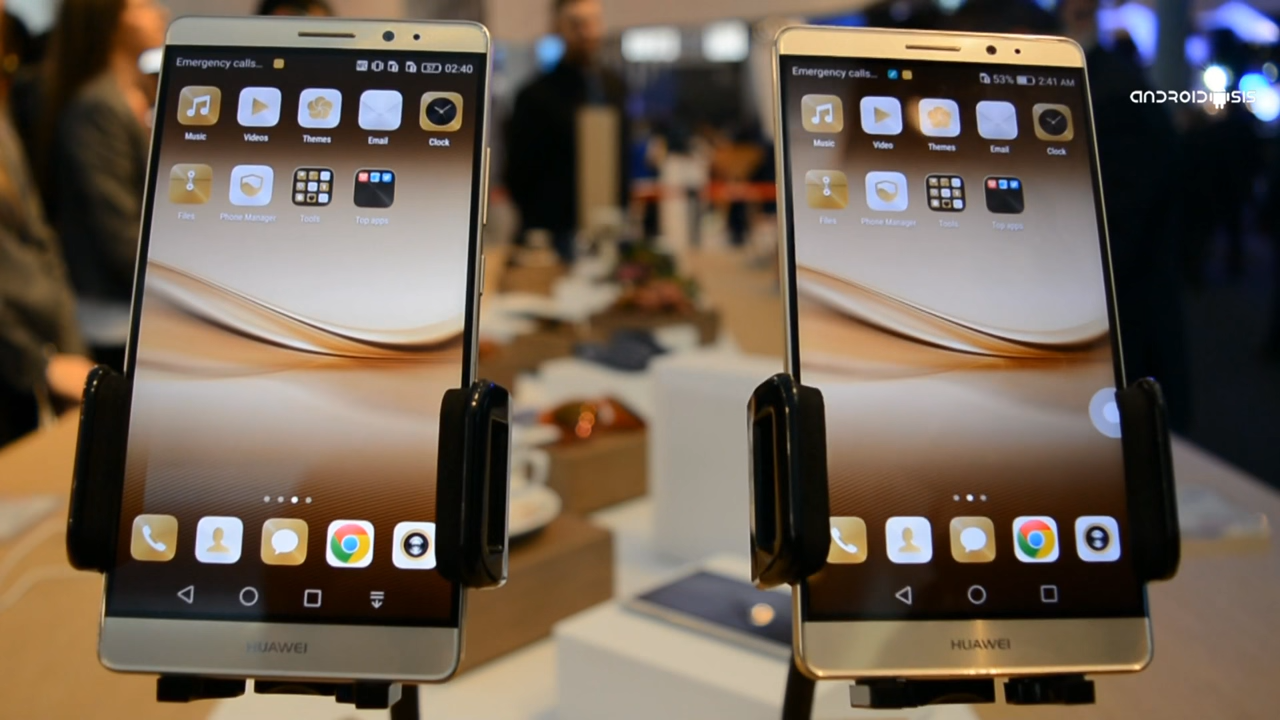 Emergency calls...
57
02:40
Music
Videos
Themes
Email
Clock
Files
Phone Manager
Tools
Top apps
HUAWEI
Emergency calls...
53%
2:41 AM
Music
Video
Themes
Email
Clock
Files
Phone Manager
Tools
Top apps
HUAWEI
ANDROIDSIS